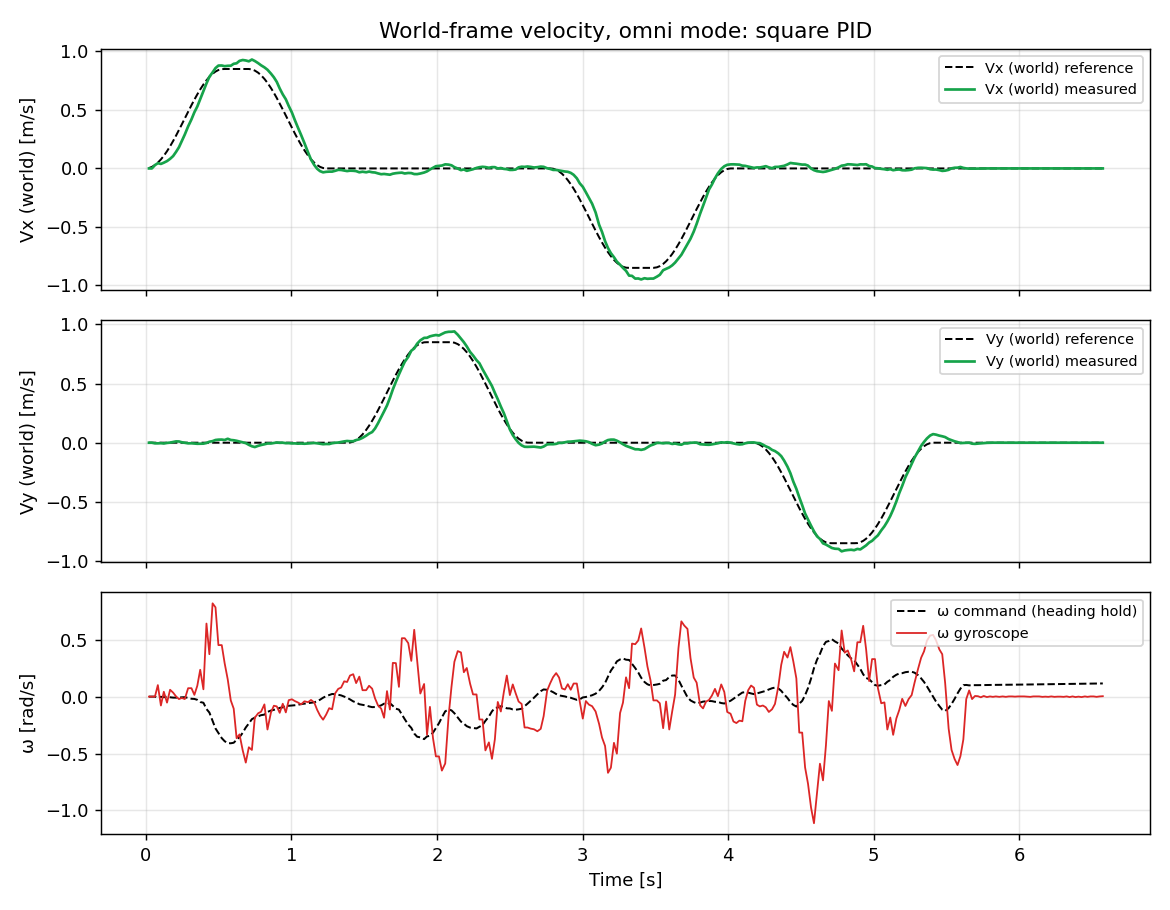 World-frame velocity, omni mode: square PID
1.0
0.5
0.0
−0.5
−1.0
Vx (world) [m/s]
Vx (world) reference
Vx (world) measured
1.0
0.5
0.0
−0.5
−1.0
Vy (world) [m/s]
Vy (world) reference
Vy (world) measured
0.5
0.0
−0.5
−1.0
ω [rad/s]
ω command (heading hold)
ω gyroscope
0 1 2 3 4 5 6
Time [s]